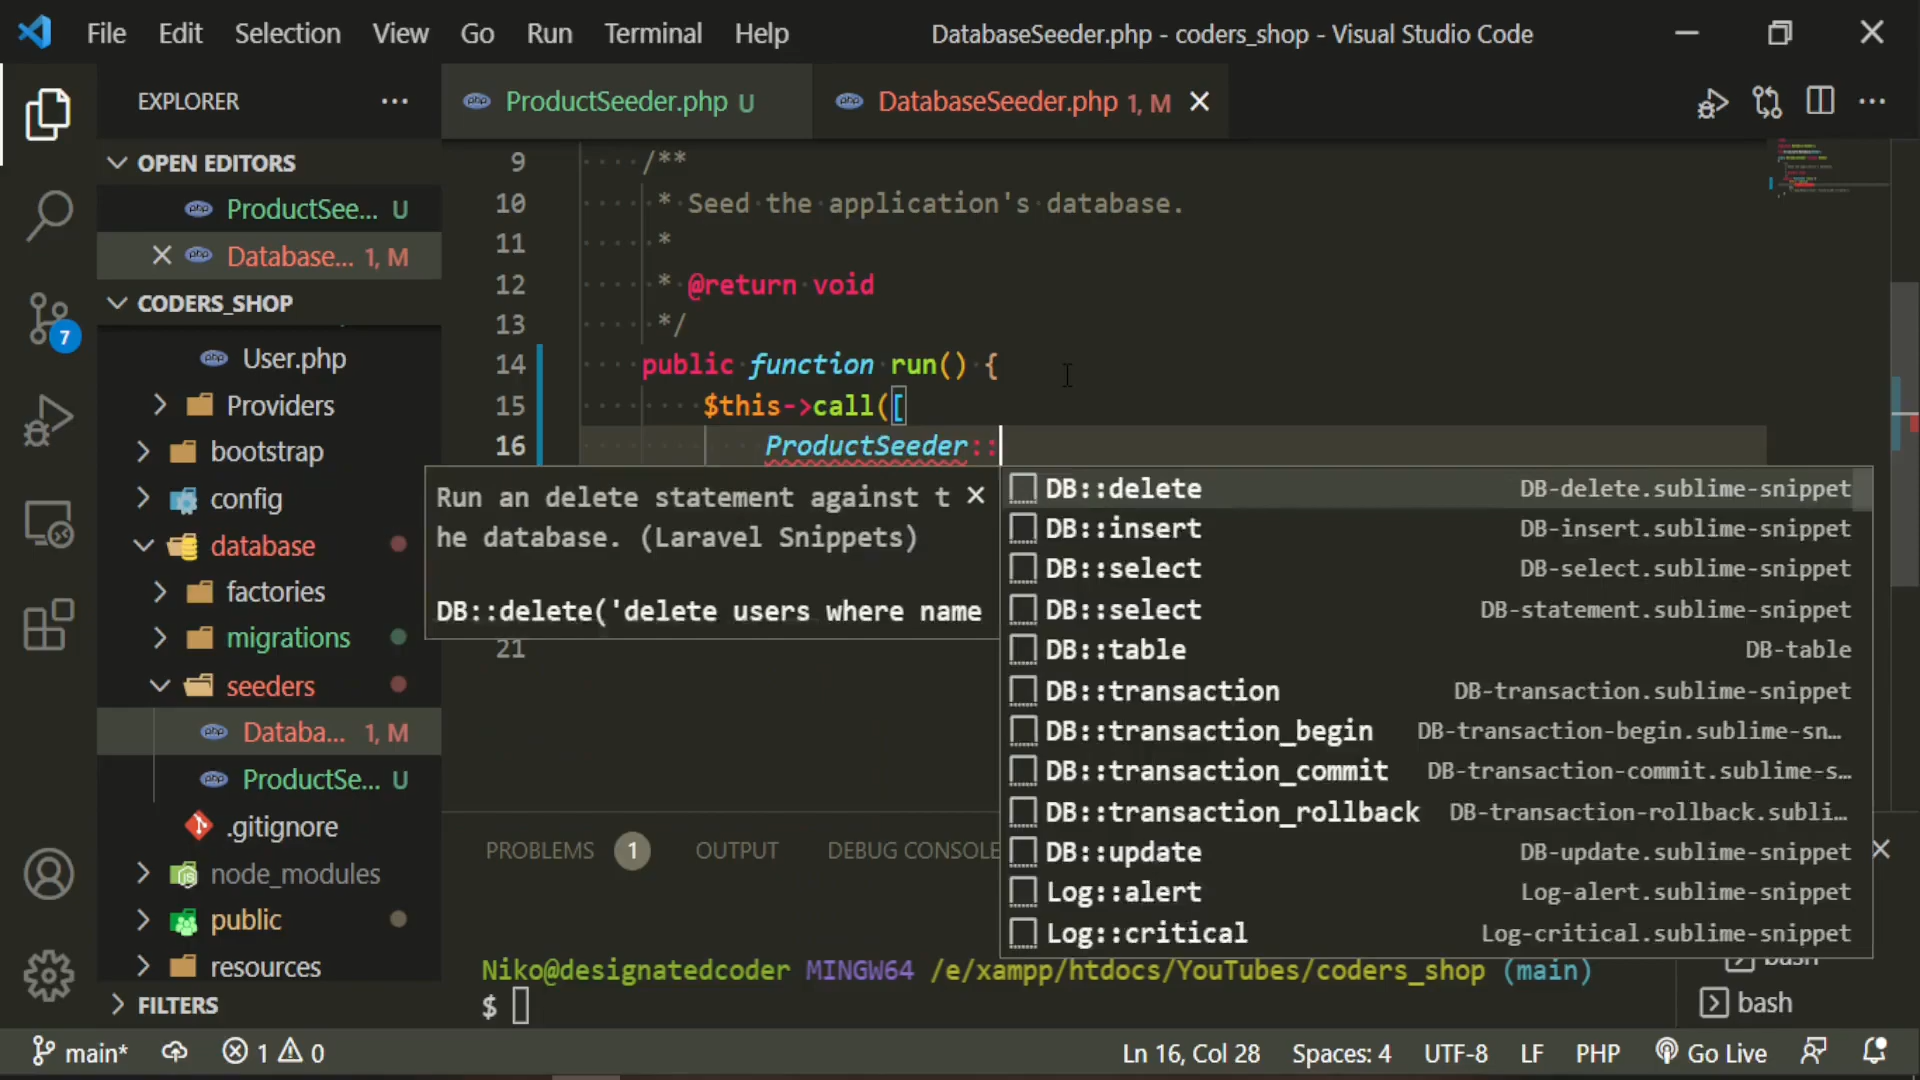 File Edit Selection View Go Run Terminal Help DatabaseSeeder.php - coders_shop - Visual Studio Code
EXPLORER ...
ProductSeeder.php U DatabaseSeeder.php 1, M
OPEN EDITORS
ProductSee... U
Database... 1, M
CODERS_SHOP
User.php
Providers
bootstrap
config
database
factories
migrations
seeders
Databa... 1, M
ProductSe... U
.gitignore
node_modules
public
resources
FILTERS
7
9 /**
10 * Seed the application's database.
11 *
12 * @return void
13 */
14 public function run() {
15 $this->call([
16 ProductSeeder::
21
Run an delete statement against t
he database. (Laravel Snippets)
DB::delete('delete users where name
DB::delete DB-delete.sublime-snippet
DB::insert DB-insert.sublime-snippet
DB::select DB-select.sublime-snippet
DB::select DB-statement.sublime-snippet
DB::table DB-table
DB::transaction DB-transaction.sublime-snippet
DB::transaction_begin DB-transaction-begin.sublime-sn…
DB::transaction_commit DB-transaction-commit.sublime-s…
DB::transaction_rollback DB-transaction-rollback.subli…
DB::update DB-update.sublime-snippet
Log::alert Log-alert.sublime-snippet
Log::critical Log-critical.sublime-snippet
PROBLEMS 1 OUTPUT DEBUG CONSOLE
Niko@designatedcoder MINGW64 /e/xampp/htdocs/YouTubes/coders_shop (main)
$
bash
bash
main* 1 0 Ln 16, Col 28 Spaces: 4 UTF-8 LF PHP Go Live